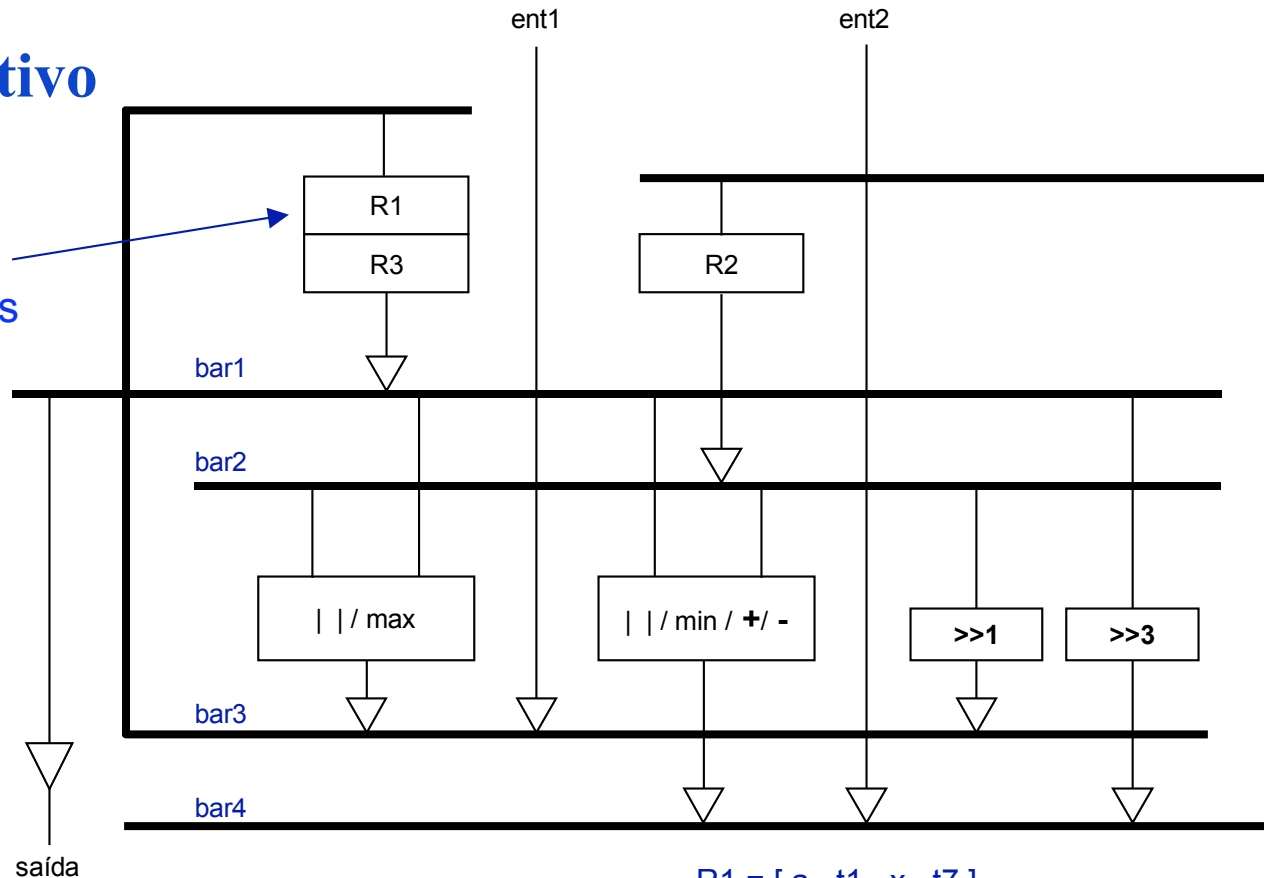 ent1 ent2
tivo
R1
R3
R2
s
bar1
bar2
| | / max
| | / min / +/ -
>>1
>>3
bar3
bar4
saída